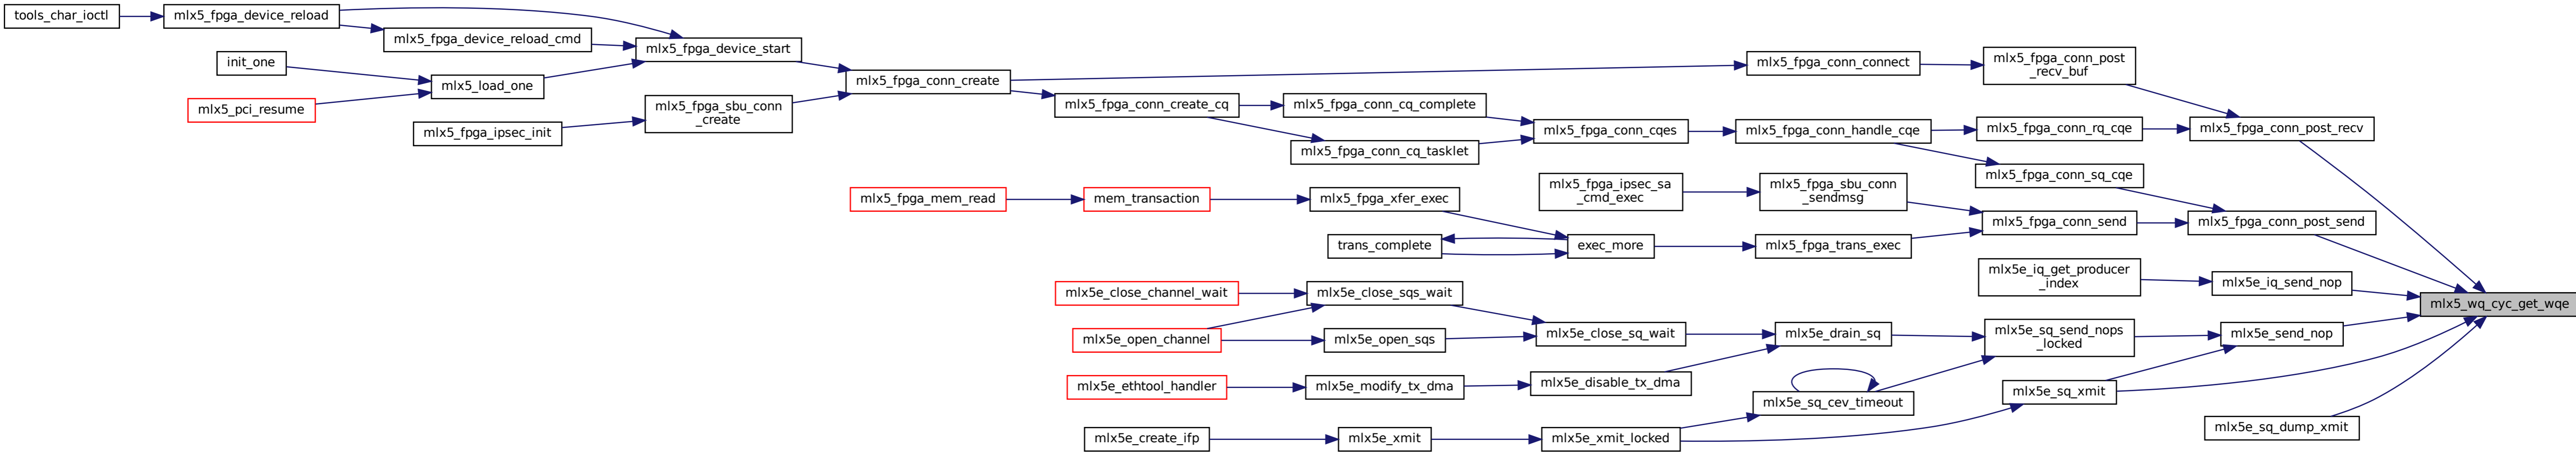 tools_char_ioctl
mlx5_fpga_device_reload
mlx5_fpga_device_reload_cmd
mlx5_fpga_device_start
init_one
mlx5_load_one
mlx5_pci_resume
mlx5_fpga_ipsec_init
mlx5_fpga_sbu_conn
_create
mlx5_fpga_conn_create
mlx5_fpga_conn_connect
mlx5_fpga_conn_post
_recv_buf
mlx5_fpga_conn_create_cq
mlx5_fpga_conn_cq_complete
mlx5_fpga_conn_cq_tasklet
mlx5_fpga_conn_cqes
mlx5_fpga_conn_handle_cqe
mlx5_fpga_conn_rq_cqe
mlx5_fpga_conn_post_recv
mlx5_fpga_conn_sq_cqe
mlx5_fpga_mem_read
mem_transaction
mlx5_fpga_xfer_exec
mlx5_fpga_ipsec_sa
_cmd_exec
mlx5_fpga_sbu_conn
_sendmsg
mlx5_fpga_conn_send
mlx5_fpga_conn_post_send
trans_complete
exec_more
mlx5_fpga_trans_exec
mlx5e_iq_get_producer
_index
mlx5e_iq_send_nop
mlx5_wq_cyc_get_wqe
mlx5e_close_channel_wait
mlx5e_close_sqs_wait
mlx5e_open_channel
mlx5e_open_sqs
mlx5e_close_sq_wait
mlx5e_drain_sq
mlx5e_sq_send_nops
_locked
mlx5e_send_nop
mlx5e_ethtool_handler
mlx5e_modify_tx_dma
mlx5e_disable_tx_dma
mlx5e_sq_cev_timeout
mlx5e_sq_xmit
mlx5e_sq_dump_xmit
mlx5e_create_ifp
mlx5e_xmit
mlx5e_xmit_locked